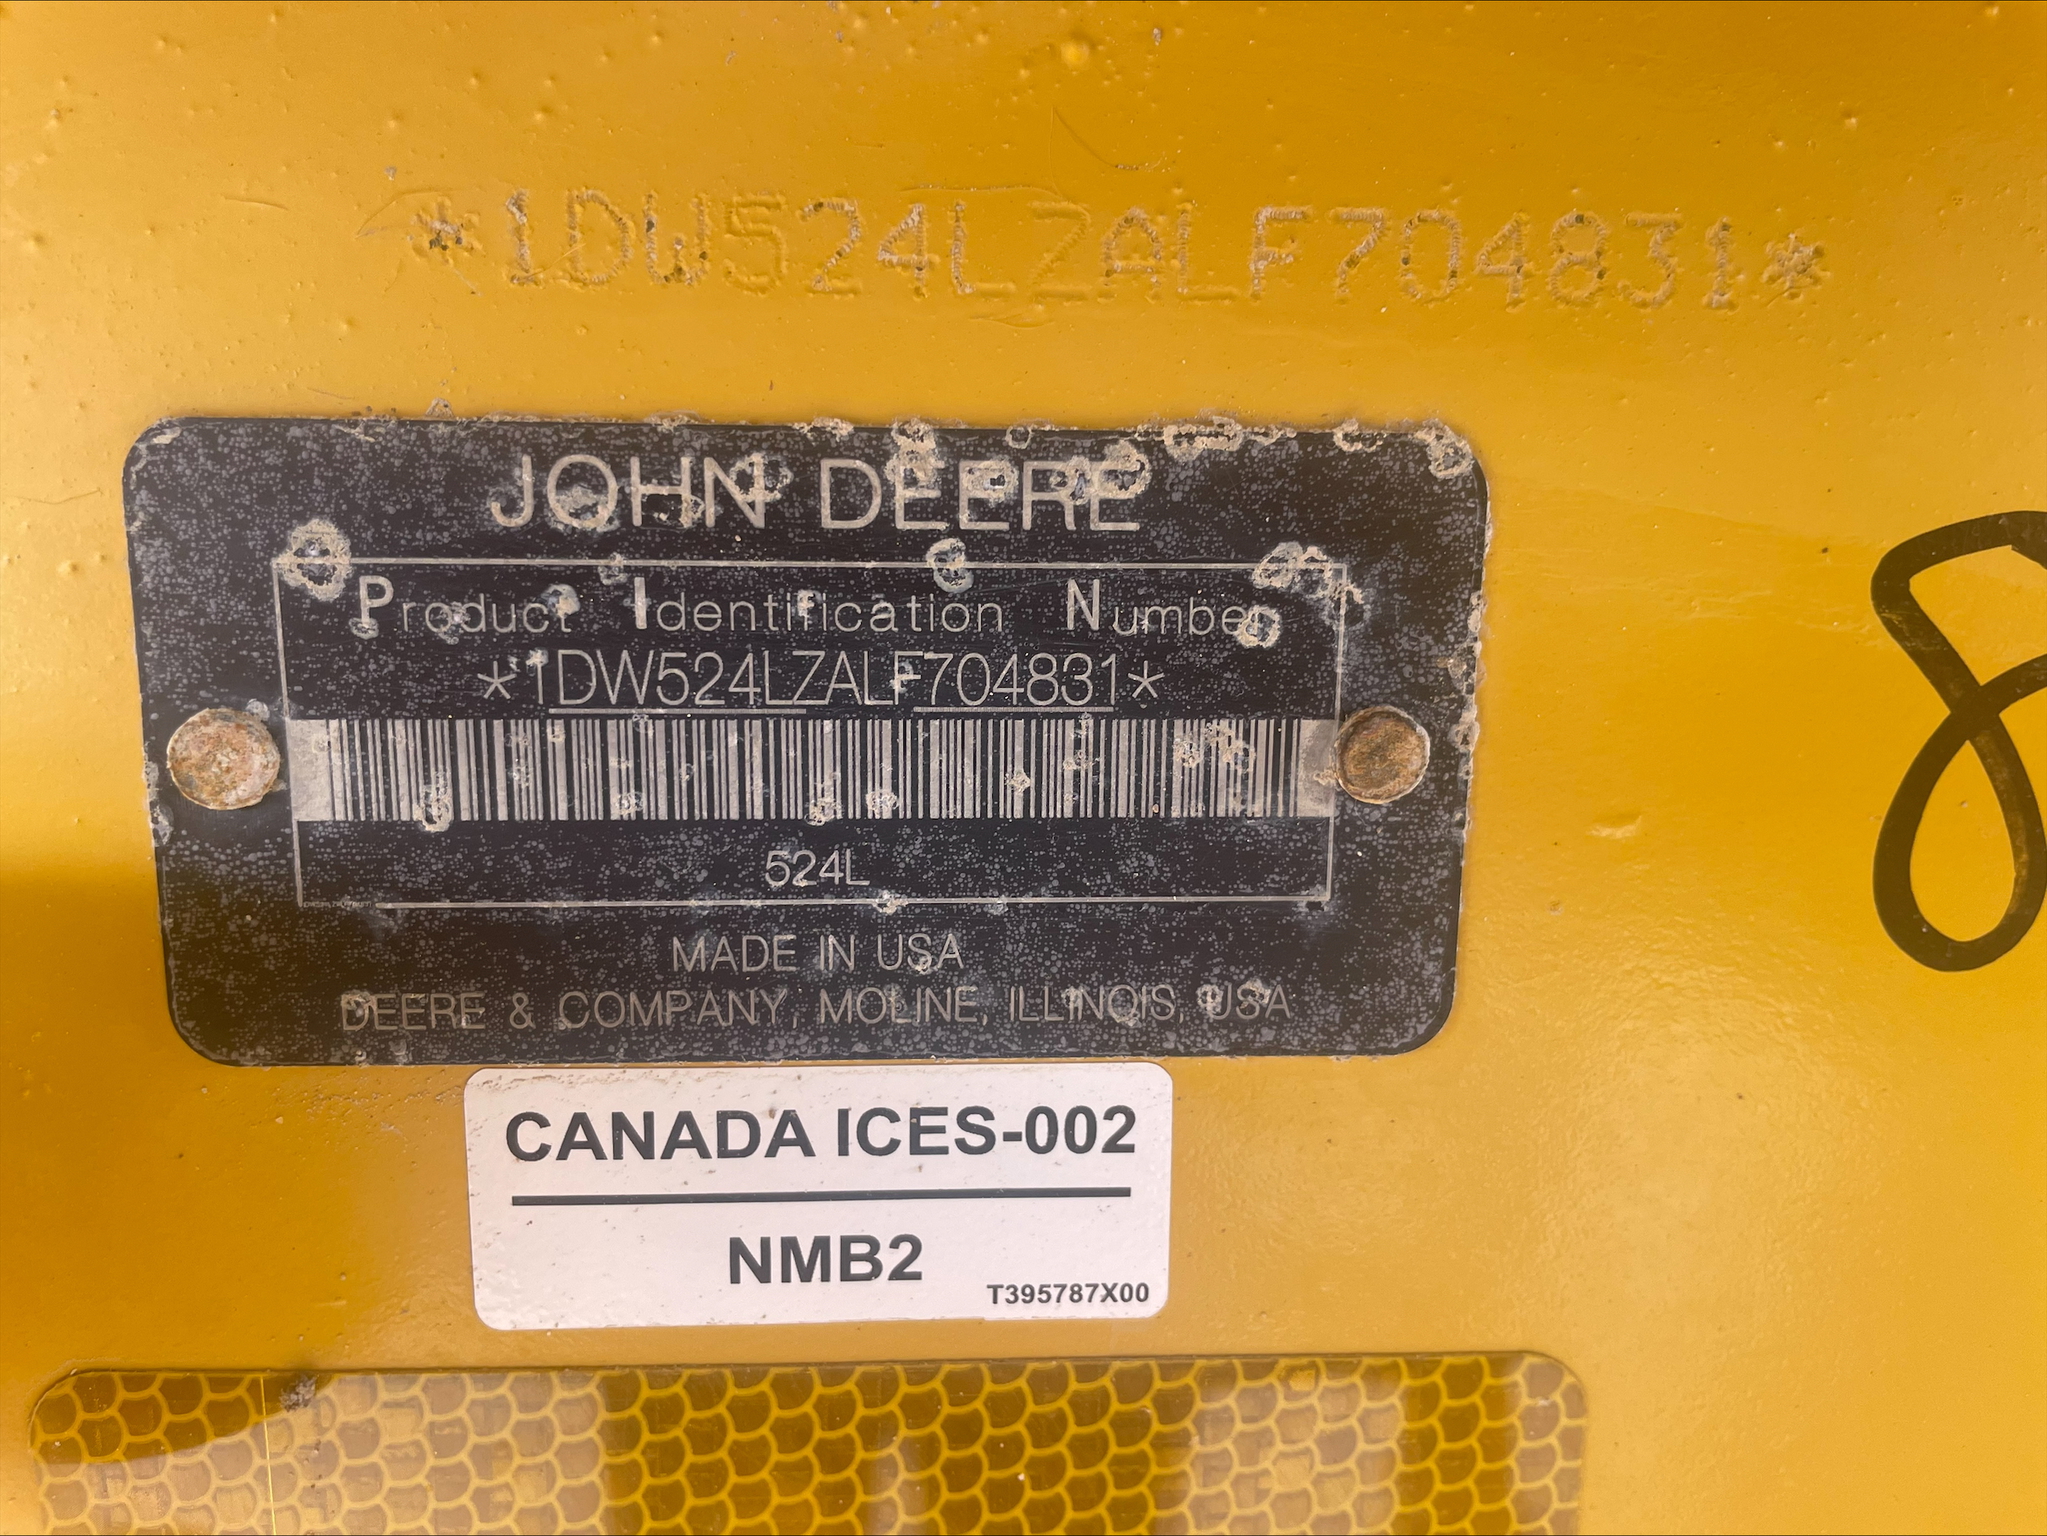 *1DW524LZALF704831*
JOHN DEERE
Product Identification Number
*1DW524LZALF704831*
524L
MADE IN USA
DEERE & COMPANY, MOLINE, ILLINOIS, USA
8
CANADA ICES-002
NMB2
T395787X00